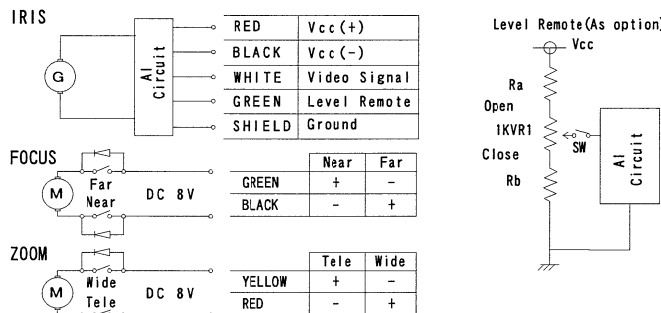 IRIS
G
AI Circuit
RED Vcc(+)
BLACK Vcc(-)
WHITE Video Signal
GREEN Level Remote
SHIELD Ground
Level Remote(As option)
Vcc
Ra
Open
1KVR1
Close
Rb
SW
AI Circuit
FOCUS
M
Far
Near
DC 8V
Near Far
GREEN + -
BLACK - +
ZOOM
M
Wide
Tele
DC 8V
Tele Wide
YELLOW + -
RED - +